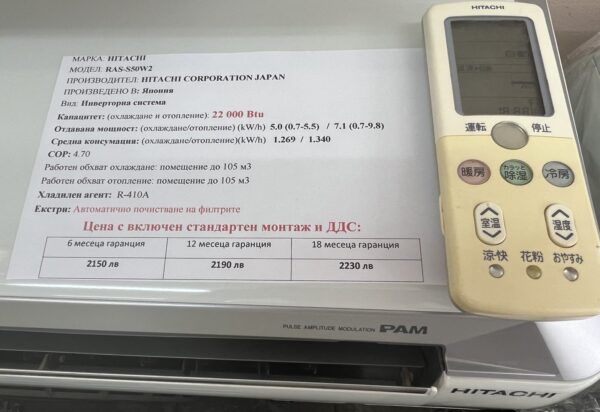 МАРКА: HITACHI
МОДЕЛ: RAS-S50W2
ПРОИЗВОДИТЕЛ: HITACHI CORPORATION JAPAN
ПРОИЗВЕДЕНО В: Япония
Вид: Инверторна система
Капацитет: (охлаждане и отопление): 22 000 Btu
Отдавана мощност: (охлаждане/отопление) (kW/h) 5.0 (0.7-5.5) / 7.1 (0.7-9.8)
Средна консумация: (охлаждане/отопление) (kW/h) 1.269 / 1.340
COP: 4.70
Работен обхват охлаждане: помещение до 105 м3
Работен обхват отопление: помещение до 105 м3
Хладилен агент: R-410A
Екстри: Автоматично почистване на филтрите
Цена с включен стандартен монтаж и ДДС:
6 месеца гаранция 12 месеца гаранция 18 месеца гаранция
2150 лв 2190 лв 2230 лв
HITACHI
運転 停止
暖房 カラッと除湿 冷房
室温 湿度
涼快 花粉 おやすみ
PULSE AMPLITUDE MODULATION PAM
HITACHI